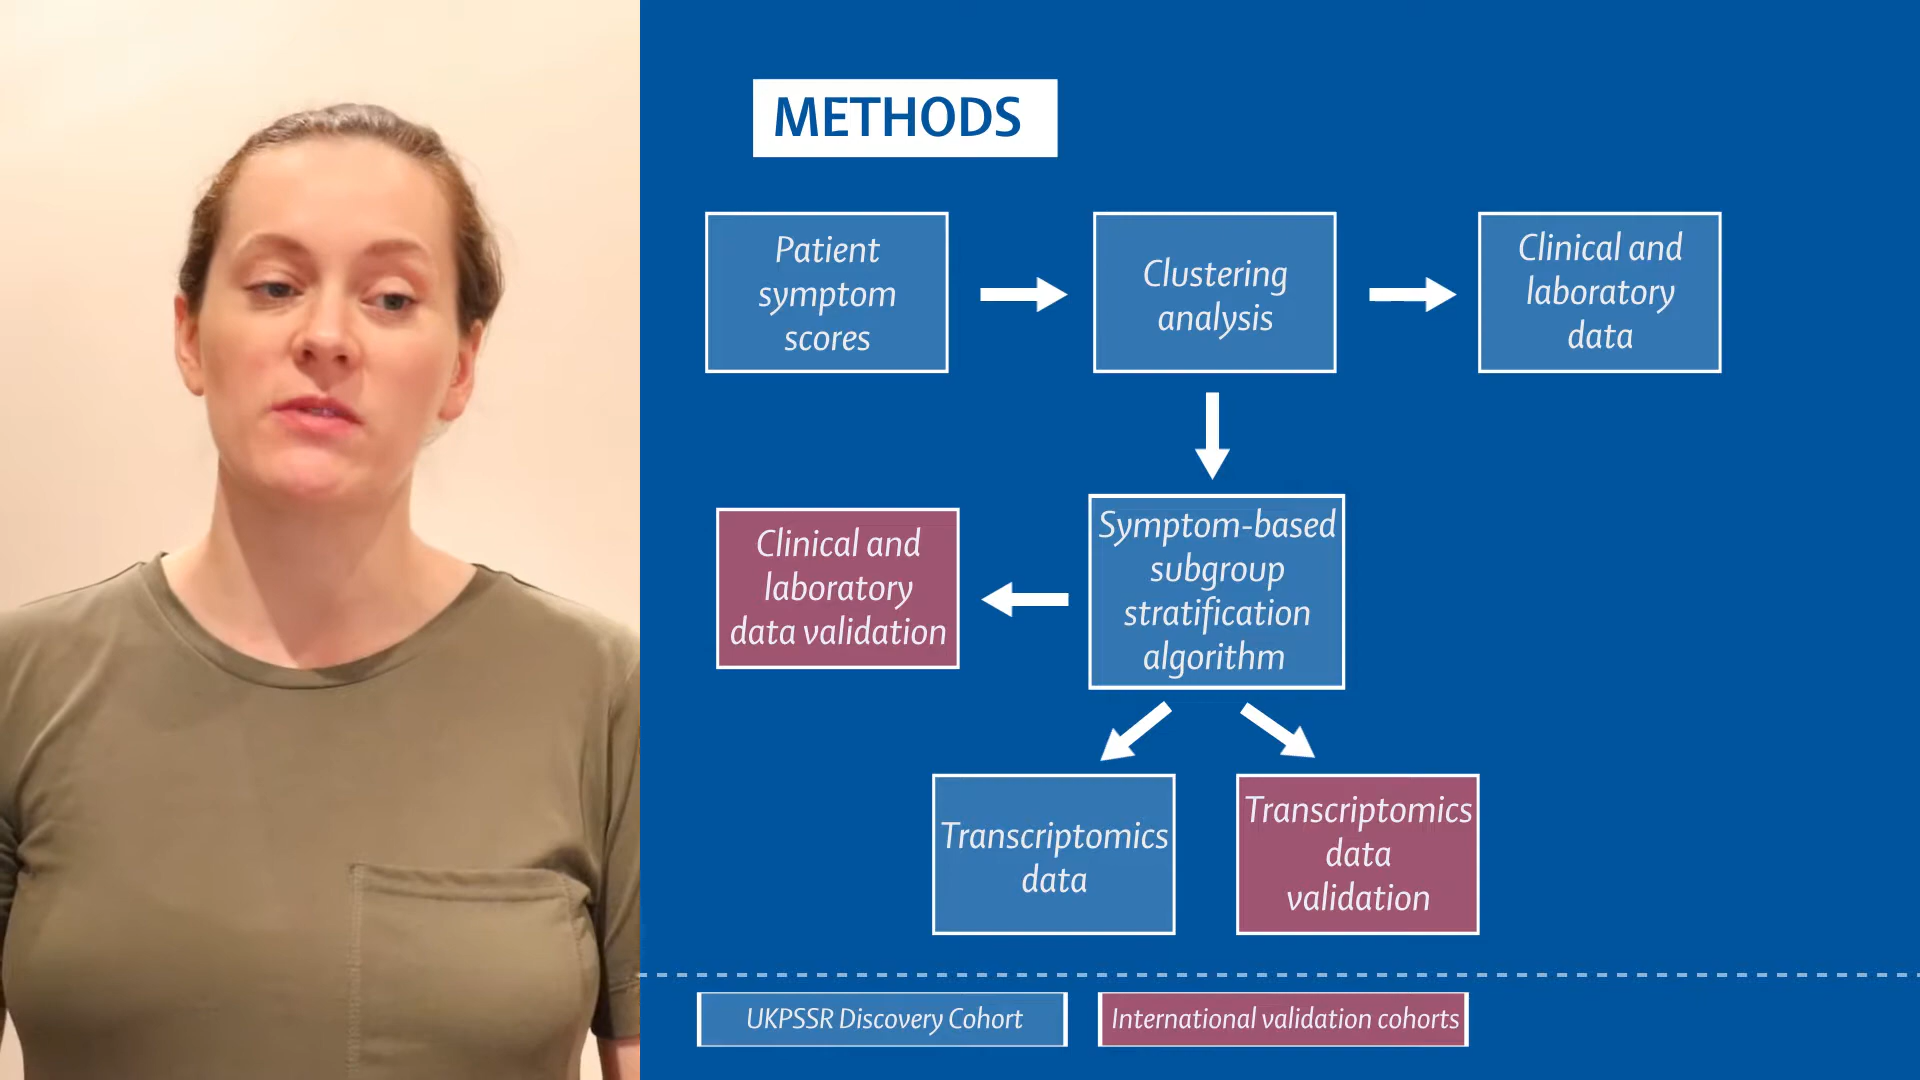 METHODS
Patient
symptom
scores
Clustering
analysis
Clinical and
laboratory
data
Clinical and
laboratory
data validation
Symptom-based
subgroup
stratification
algorithm
Transcriptomics
data
Transcriptomics
data
validation
UKPSSR Discovery Cohort
International validation cohorts